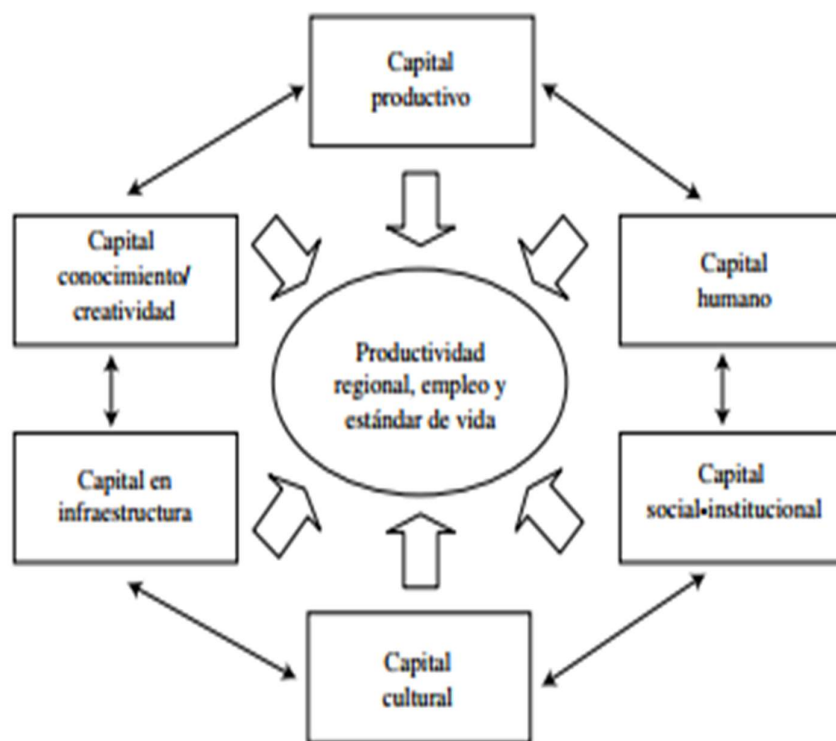 Capital
productivo
Capital
conocimiento/
creatividad
Capital
humano
Productividad
regional, empleo y
estándar de vida
Capital en
infraestructura
Capital
social-institucional
Capital
cultural